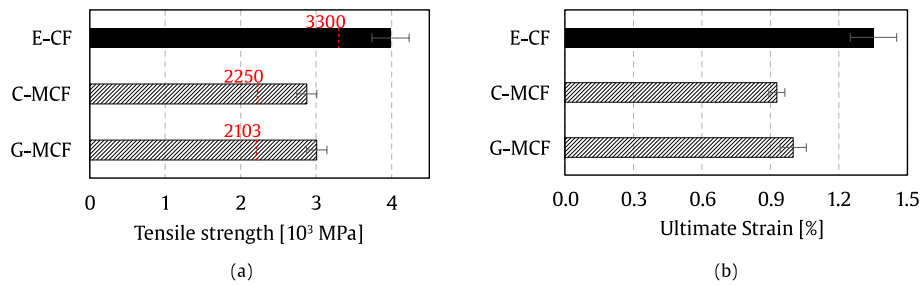 3300
E-CF
2250
C-MCF
2103
G-MCF
0 1 2 3 4
Tensile strength [10³ MPa]
(a)
E-CF
C-MCF
G-MCF
0.0 0.3 0.6 0.9 1.2 1.5
Ultimate Strain [%]
(b)